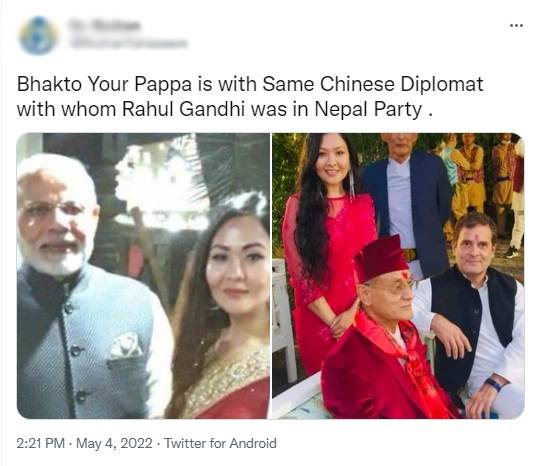 Bhakto Your Pappa is with Same Chinese Diplomat
with whom Rahul Gandhi was in Nepal Party .
2:21 PM · May 4, 2022 · Twitter for Android